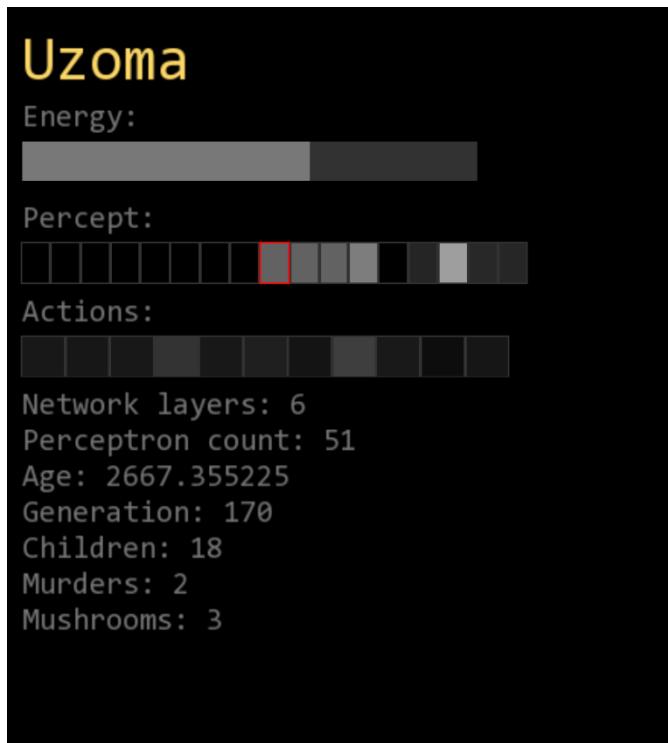 Uzoma
Energy:
Percept:
Actions:
Network layers: 6
Perceptron count: 51
Age: 2667.355225
Generation: 170
Children: 18
Murders: 2
Mushrooms: 3